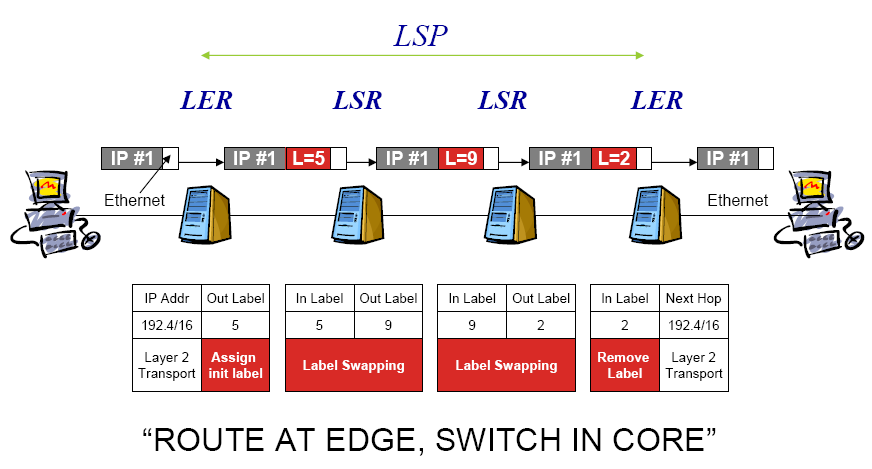 LSP
LER LSR LSR LER
IP #1 IP #1 L=5 IP #1 L=9 IP #1 L=2 IP #1
Ethernet Ethernet
IP Addr Out Label In Label Out Label In Label Out Label In Label Next Hop
192.4/16 5 5 9 9 2 2 192.4/16
Layer 2 Assign Label Swapping Label Swapping Remove Layer 2
Transport init label Label Transport
“ROUTE AT EDGE, SWITCH IN CORE”